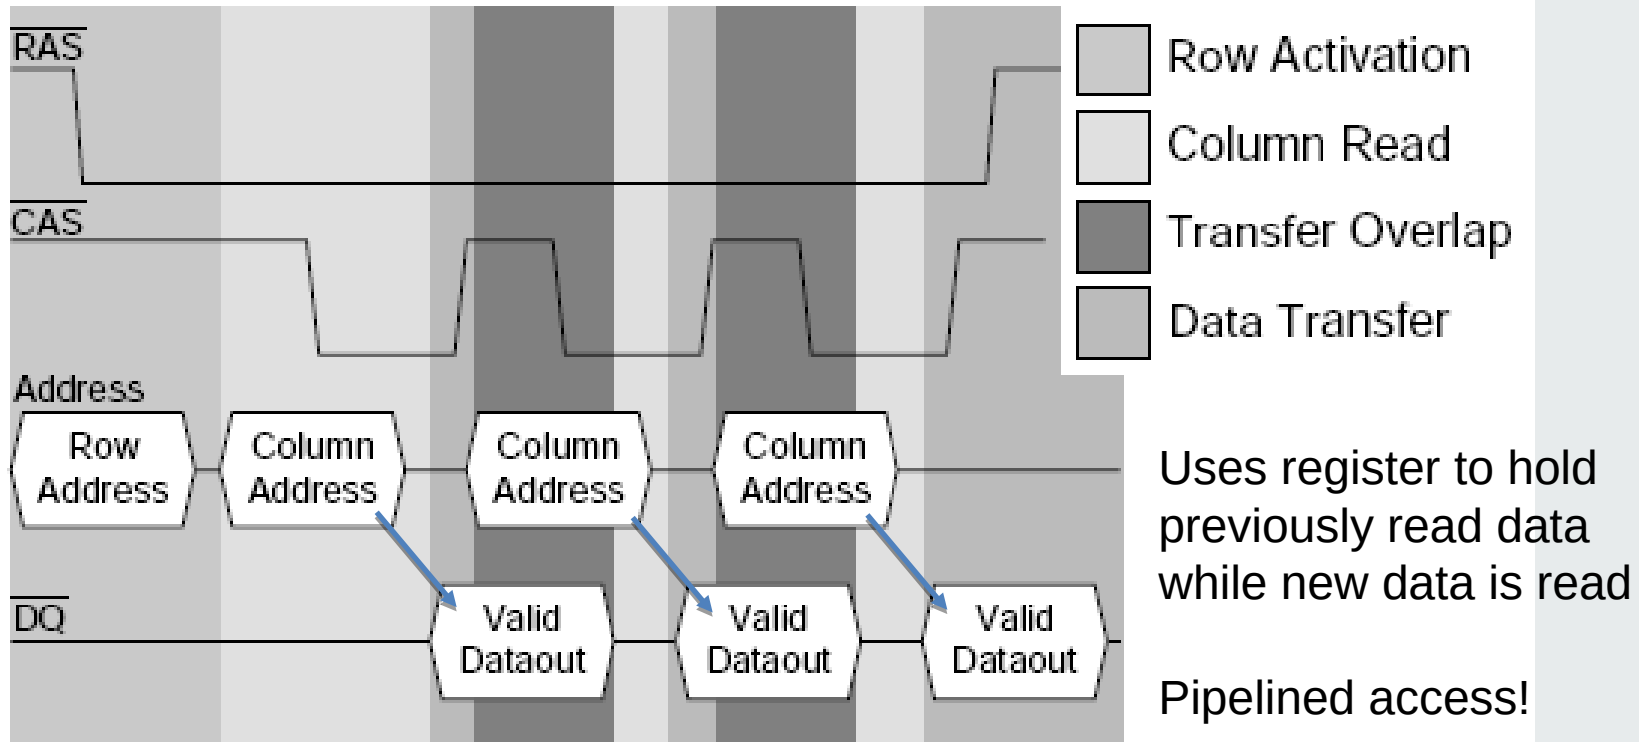 RAS
CAS
Address
Row
Address
Column
Address
Column
Address
Column
Address
DQ
Valid
Dataout
Valid
Dataout
Valid
Dataout
Row Activation
Column Read
Transfer Overlap
Data Transfer
Uses register to hold
previously read data
while new data is read
Pipelined access!